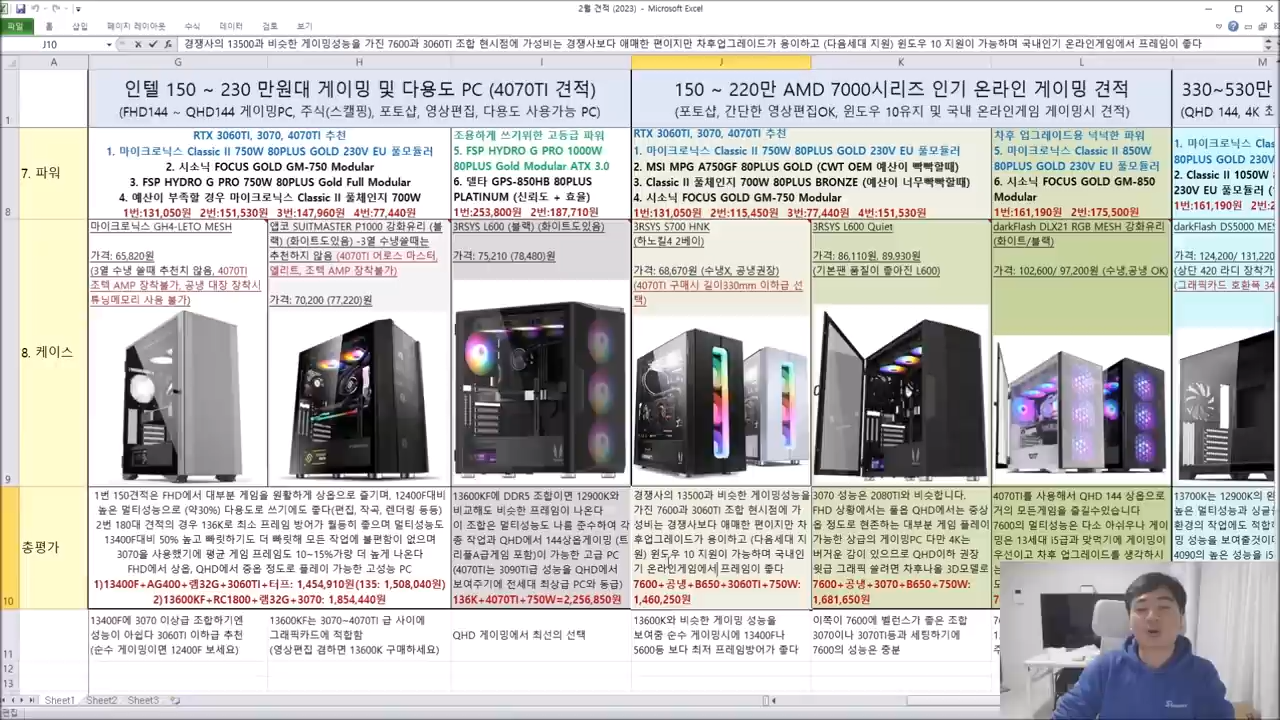 2월 견적 (2023) - Microsoft Excel
파일 홈 삽입 페이지 레이아웃 수식 데이터 검토 보기
J10 fx 경쟁사의 13500과 비슷한 게이밍성능을 가진 7600과 3060TI 조합 현시점에 가성비는 경쟁사보다 애매한 편이지만 차후업그레이드가 용이하고 (다음세대 지원) 윈도우 10 지원이 가능하며 국내인기 온라인게임에서 프레임이 좋다
A G H I J K L M
1
인텔 150 ~ 230 만원대 게이밍 및 다용도 PC (4070TI 견적)
(FHD144 ~ QHD144 게이밍PC, 주식(스캘핑), 포토샵, 영상편집, 다용도 사용가능 PC)
150 ~ 220만 AMD 7000시리즈 인기 온라인 게이밍 견적
(포토샵, 간단한 영상편집OK, 윈도우 10유지 및 국내 온라인게임 게이밍시 견적)
330~530만
(QHD 144, 4K 최
8
7. 파워
RTX 3060TI, 3070, 4070TI 추천
1. 마이크로닉스 Classic II 750W 80PLUS GOLD 230V EU 풀모듈러
2. 시소닉 FOCUS GOLD GM-750 Modular
3. FSP HYDRO G PRO 750W 80PLUS Gold Full Modular
4. 예산이 부족할 경우 마이크로닉스 Classic II 풀체인지 700W
1번:131,050원 2번:151,530원 3번:147,960원 4번:77,440원
조용하게 쓰기위한 고등급 파워
5. FSP HYDRO G PRO 1000W
80PLUS Gold Modular ATX 3.0
6. 델타 GPS-850HB 80PLUS
PLATINUM (신뢰도 + 효율)
1번:253,800원 2번:187,710원
RTX 3060TI, 3070, 4070TI 추천
1. 마이크로닉스 Classic II 750W 80PLUS GOLD 230V EU 풀모듈러
2. MSI MPG A750GF 80PLUS GOLD (CWT OEM 예산이 빡빡할때)
3. Classic II 풀체인지 700W 80PLUS BRONZE (예산이 너무빡빡할때)
4. 시소닉 FOCUS GOLD GM-750 Modular
1번:131,050원 2번:115,450원 3번:77,440원 4번:151,530원
차후 업그레이드용 넉넉한 파워
5. 마이크로닉스 Classic II 850W
80PLUS GOLD 230V EU 풀모듈러
6. 시소닉 FOCUS GOLD GM-850
Modular
1번:161,190원 2번:175,500원
1. 마이크로닉스 Clas
80PLUS GOLD 230
2. Classic II 1050W
230V EU 풀모듈러 (
1번:161,190원 2번:2
9
8. 케이스
마이크로닉스 GH4-LETO MESH
가격: 65,820원
(3열 수냉 쓸때 추천지 않음, 4070TI
조텍 AMP 장착불가, 공냉 대장 장착시
튜닝메모리 사용 불가)
앱코 SUITMASTER P1000 강화유리 (블
랙) (화이트도있음) -3열 수냉쓸때는
추천하지 않음 (4070TI 어로스 마스터,
엘리트, 조텍 AMP 장착불가)
가격: 70,200 (77,220)원
3RSYS L600 (블랙) (화이트도있음)
가격: 75,210 (78,480)원
3RSYS S700 HNK
(하노킬4 2베이)
가격: 68,670원 (수냉X, 공냉권장)
(4070TI 구매시 길이330mm 이하급 선
택)
3RSYS L600 Quiet
가격: 86,110원, 89,930원
(기본팬 품질이 좋아진 L600)
darkFlash DLX21 RGB MESH 강화유리
(화이트/블랙)
가격: 102,600/ 97,200원 (수냉,공냉 OK)
darkFlash DS5000 MES
가격: 124,200/ 131,220
(상단 420 라디 장착가
(그래픽카드 호환폭 34
10
총평가
1번 150견적은 FHD에서 대부분 게임을 원활하게 상옵으로 즐기며, 12400F대비
높은 멀티성능으로 (약30%) 다용도로 쓰기에도 좋다(편집, 작곡, 렌더링 등등)
2번 180대 견적의 경우 136K로 최소 프레임 방어가 월등히 좋으며 멀티성능도
13400F대비 50% 높고 빠릿하기도 더 빠릿해 모든 작업에 불편함이 없으며
3070을 사용했기에 평균 게임 프레임도 10~15%가량 더 높게 나온다
FHD에서 상옵, QHD에서 중옵 정도로 플레이 가능한 고성능 PC
1)13400F+AG400+램32G+3060TI+터프: 1,454,910원(135: 1,508,040원)
2)13600KF+RC1800+램32G+3070: 1,854,440원
13600KF에 DDR5 조합이면 12900K와
비교해도 비슷한 프레임이 나온다
이 조합은 멀티성능도 나름 준수하여 각
종 작업과 QHD에서 144상옵게이밍 (트
리플A급게임 포함)이 가능한 고급 PC
(4070TI는 3090TI급 성능을 QHD에서
보여주기에 전세대 최상급 PC와 동급)
136K+4070TI+750W=2,256,850원
경쟁사의 13500과 비슷한 게이밍성능을
가진 7600과 3060TI 조합 현시점에 가
성비는 경쟁사보다 애매한 편이지만 차
후업그레이드가 용이하고 (다음세대 지
원) 윈도우 10 지원이 가능하며 국내인
기 온라인게임에서 프레임이 좋다
7600+공냉+B650+3060TI+750W:
1,460,250원
3070 성능은 2080TI와 비슷합니다.
FHD 상황에서는 풀옵 QHD에서는 중상
옵 정도로 현존하는 대부분 게임 플레이
가능한 상급의 게이밍PC 다만 4K는
버거운 감이 있으므로 QHD이하 권장
윗급 그래픽 쓸려면 차후나올 3D모델로
7600+공냉+3070+B650+750W:
1,681,650원
4070TI를 사용해서 QHD 144 상옵으로
거의 모든게임을 즐길수있습니다
7600의 멀티성능은 다소 아쉬우나 게이
밍은 13세대 i5급과 맞먹기에 게이밍이
우선이고 차후 업그레이드를 생각하시
13700K는 12900K의 완
높은 멀티성능과 싱글
환경의 작업에도 적합
밍성능을 보여줄것이며
4090의 높은 성능에 i5
11
13400F에 3070 이상급 조합하기엔
성능이 아쉽다 3060TI 이하급 추천
(순수 게이밍이면 12400F 보세요)
13600KF는 3070~4070TI 급 사이에
그래픽카드에 적합함
(영상편집 겸하면 13600K 구매하세요)
QHD 게이밍에서 최선의 선택
13600K와 비슷한 게이밍 성능을
보여줌 순수 게이밍시에 13400F나
5600등 보다 최저 프레임방어가 좋다
이쪽이 7600에 밸런스가 좋은 조합
3070이나 3070TI등과 세팅하기에
7600의 성능은 충분
12
13
Sheet1 Sheet2 Sheet3
편집